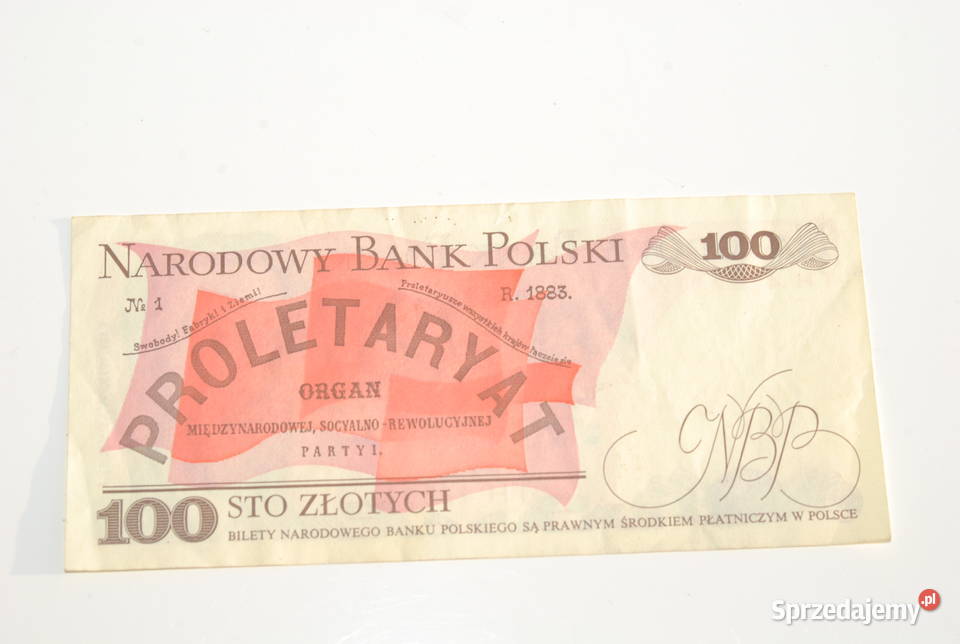 NARODOWY BANK POLSKI
100
№ 1
R. 1883.
Swobody! Fabryk! i Ziemi!
Proletaryusze wszystkich krajów łączcie się
PROLETARYAT
ORGAN
MIĘDZYNARODOWEJ, SOCYALNO-REWOLUCYJNEJ
PARTYI.
NBP
100 STO ZŁOTYCH
BILETY NARODOWEGO BANKU POLSKIEGO SĄ PRAWNYM ŚRODKIEM PŁATNICZYM W POLSCE
Sprzedajemy.pl